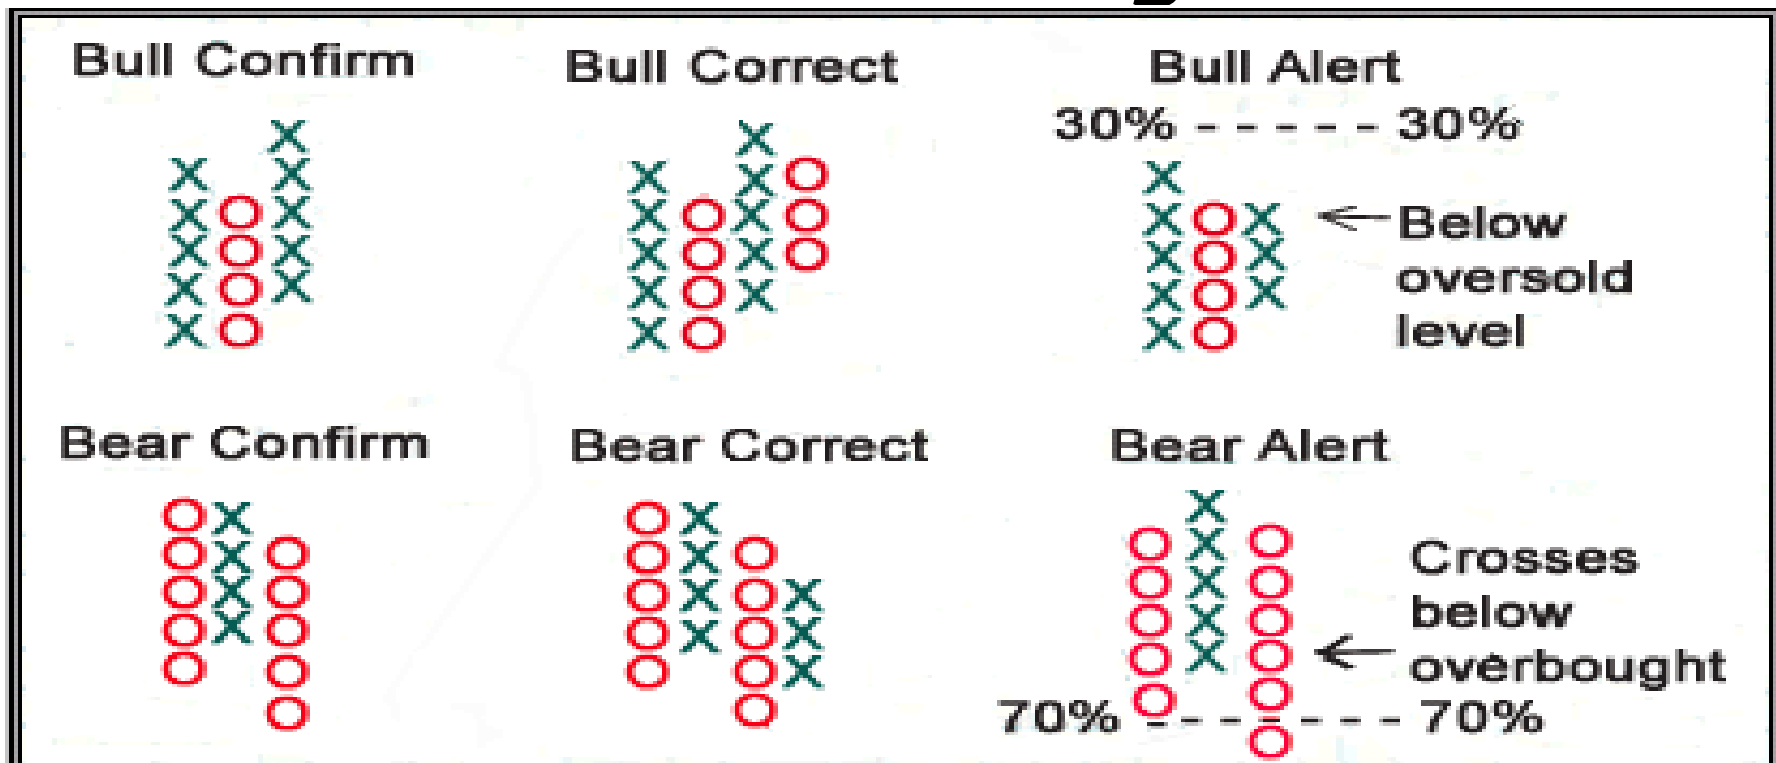 Bull Confirm
Bull Correct
Bull Alert
30% - - - - - 30%
X
X X
X O X
X O X
X O X
X O
X
X X O
X O X O
X O X O
X O X
X O
X
X O X
X O X
X O X
X O
Below
oversold
level
Bear Confirm
Bear Correct
Bear Alert
O X
O X O
O X O
O X O
O O
O
O X
O X O
O X O X
O X O X
O O X
O
X
O X O
O X O
O X O
O X O
O O
O
Crosses
below
overbought
70% - - - - - - - 70%